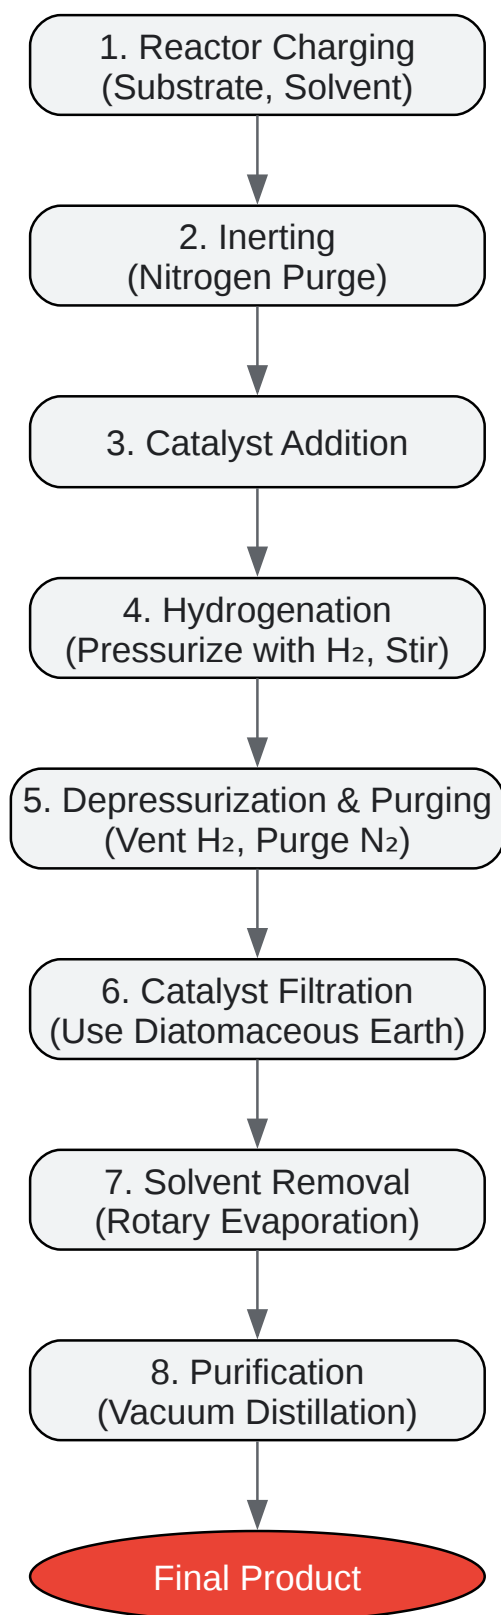 1. Reactor Charging
(Substrate, Solvent)
2. Inerting
(Nitrogen Purge)
3. Catalyst Addition
4. Hydrogenation
(Pressurize with H₂, Stir)
5. Depressurization & Purging
(Vent H₂, Purge N₂)
6. Catalyst Filtration
(Use Diatomaceous Earth)
7. Solvent Removal
(Rotary Evaporation)
8. Purification
(Vacuum Distillation)
Final Product